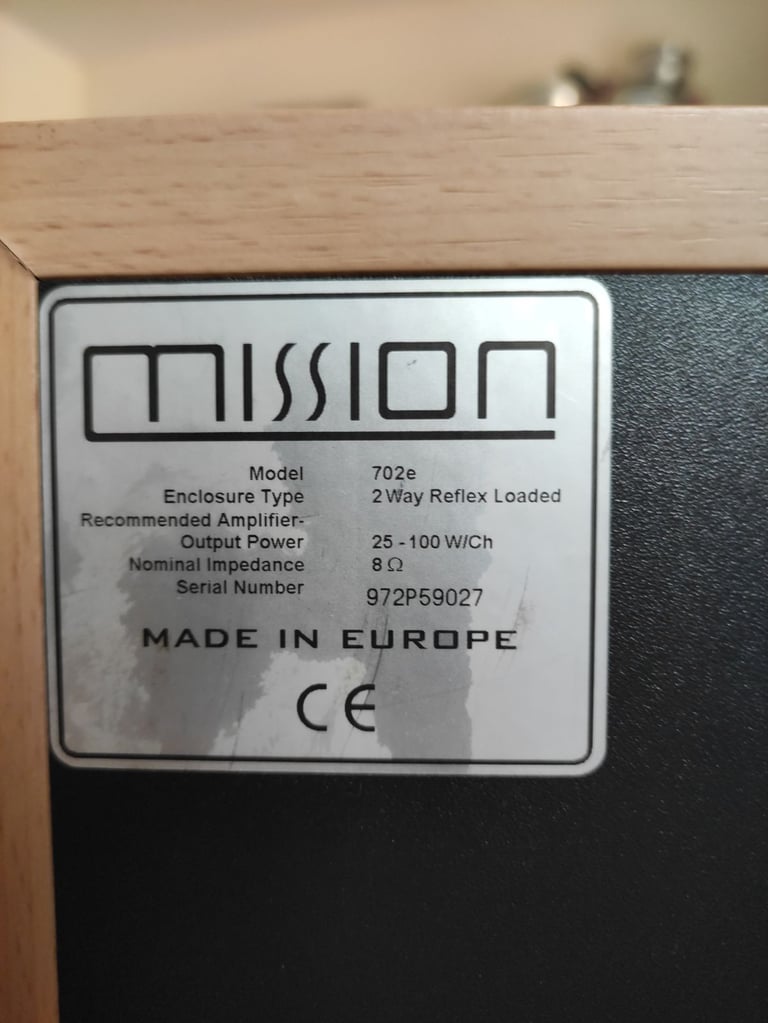 mission
Model 702e
Enclosure Type 2 Way Reflex Loaded
Recommended Amplifier-
Output Power 25 - 100 W/Ch
Nominal Impedance 8 Ω
Serial Number 972P59027
MADE IN EUROPE
CE